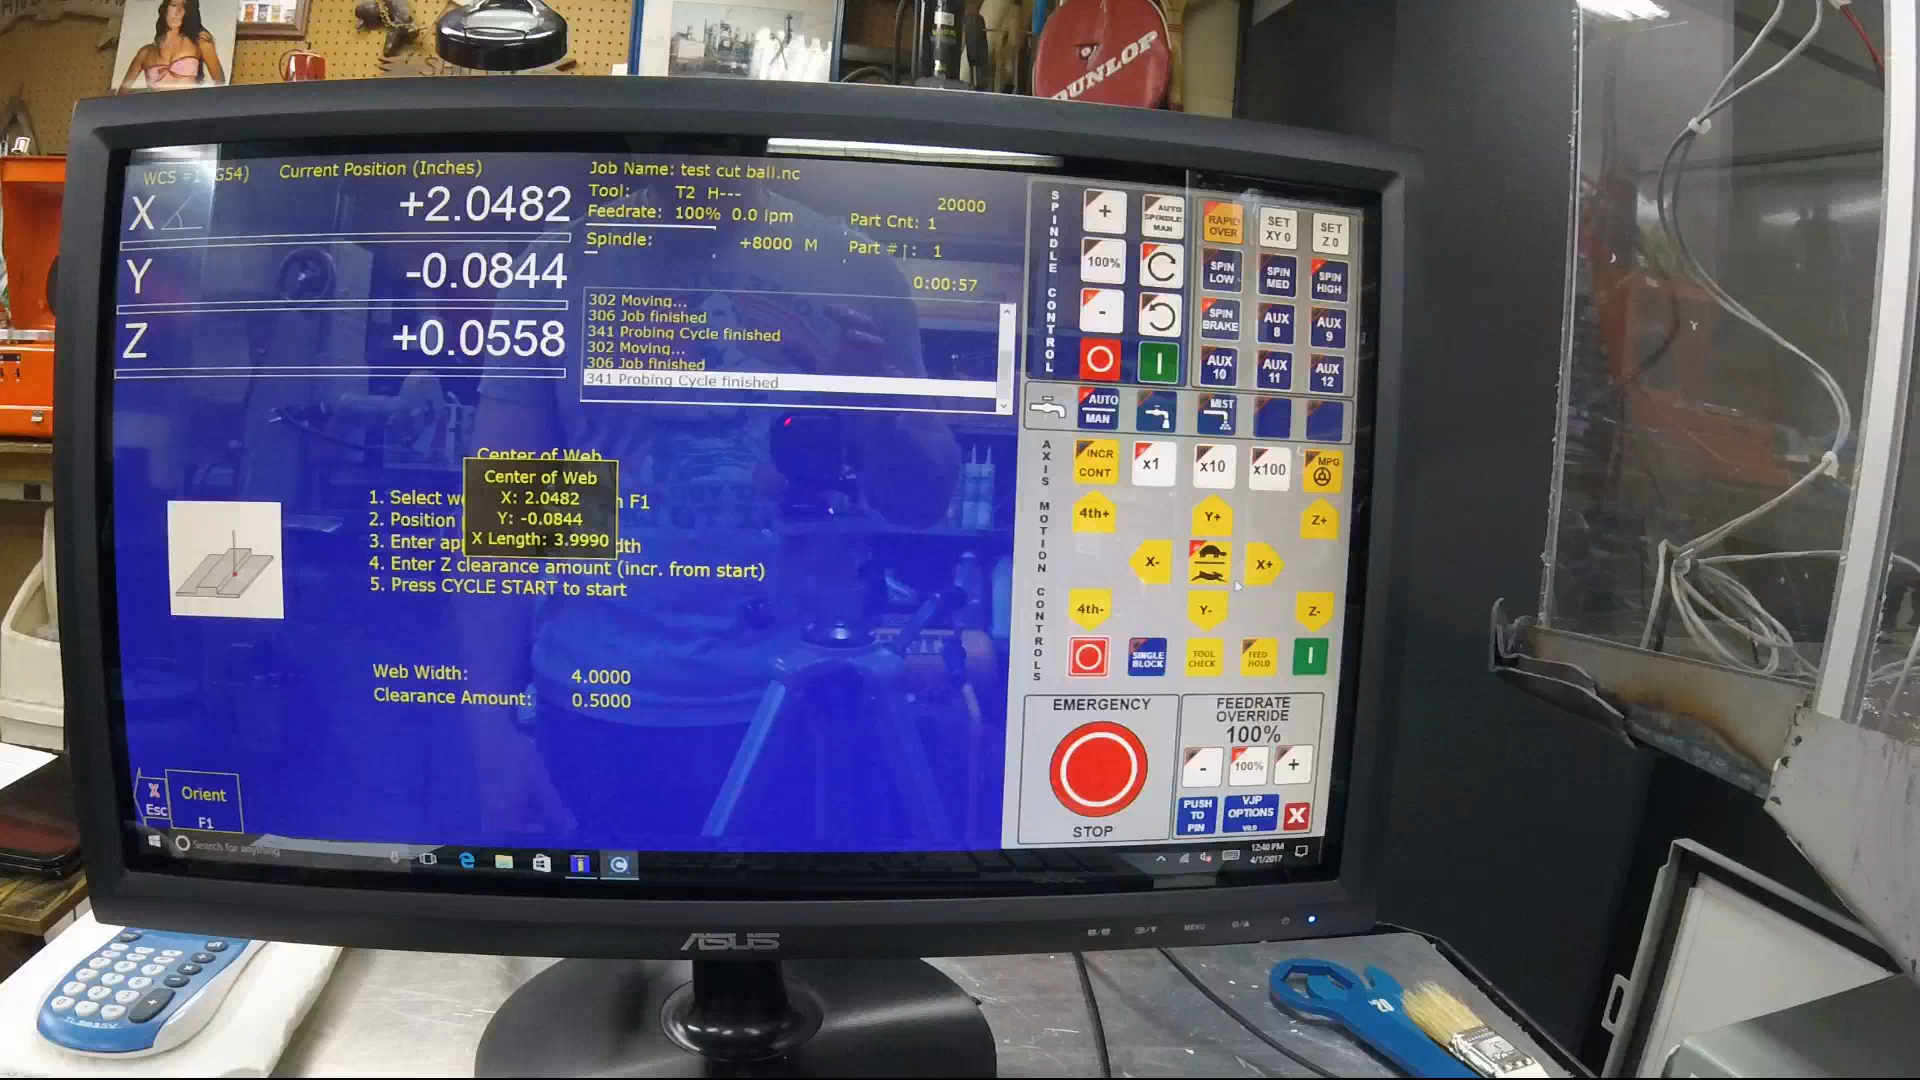 DUNLOP
WCS
G54)
Current Position (Inches)
X +2.0482
Y -0.0844
Z +0.0558
Job Name: test cut ball.nc
Tool: T2 H---
20000
Feedrate: 100% 0.0 ipm
Part Cnt: 1
Spindle: +8000 M
Part # : 1
0:00:57
302 Moving...
306 Job finished
341 Probing Cycle finished
302 Moving...
306 Job finished
341 Probing Cycle finished
Center of Web
Center of Web
X: 2.0482
Y: -0.0844
X Length: 3.9990
1. Select we
F1
2. Position
3. Enter ap
dth
4. Enter Z clearance amount (incr. from start)
5. Press CYCLE START to start
Web Width: 4.0000
Clearance Amount: 0.5000
X
Esc
Orient
F1
Search for anything
SPINDLE CONTROL
+
AUTO
SPINDLE
MAN
RAPID
OVER
SET
XY 0
SET
Z 0
100%
SPIN
LOW
SPIN
MED
SPIN
HIGH
-
SPIN
BRAKE
AUX
8
AUX
9
AUX
10
AUX
11
AUX
12
AUTO
MAN
MIST
AXIS MOTION CONTROLS
INCR
CONT
x1
x10
x100
MPG
4th+
Y+
Z+
X-
X+
4th-
Y-
Z-
SINGLE
BLOCK
TOOL
CHECK
FEED
HOLD
EMERGENCY
STOP
FEEDRATE
OVERRIDE
100%
-
100%
+
PUSH
TO
PIN
VJP
OPTIONS
X
12:40 PM
4/1/2017
ASUS
MENU